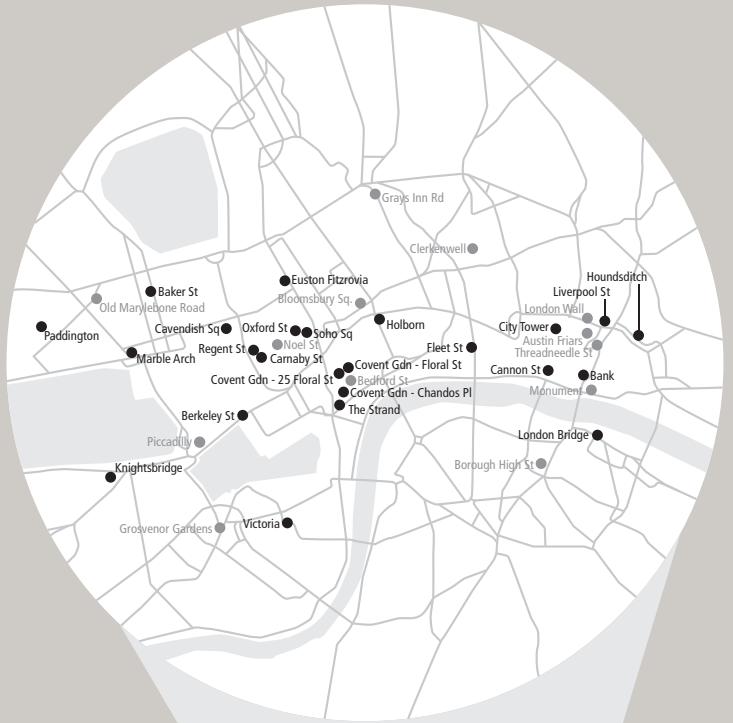 Grays Inn Rd
Clerkenwell
Houndsditch
Euston Fitzrovia
Liverpool St
Baker St
Bloomsbury Sq.
Old Marylebone Road
London Wall
Paddington
Cavendish Sq
Oxford St
Soho Sq
Holborn
City Tower
Austin Friars
Marble Arch
Regent St
Noel St
Fleet St
Threadneedle St
Carnaby St
Covent Gdn - Floral St
Cannon St
Bank
Covent Gdn - 25 Floral St
Bedford St
Covent Gdn - Chandos Pl
Monument
Berkeley St
The Strand
London Bridge
Piccadilly
Knightsbridge
Borough High St
Grosvenor Gardens
Victoria